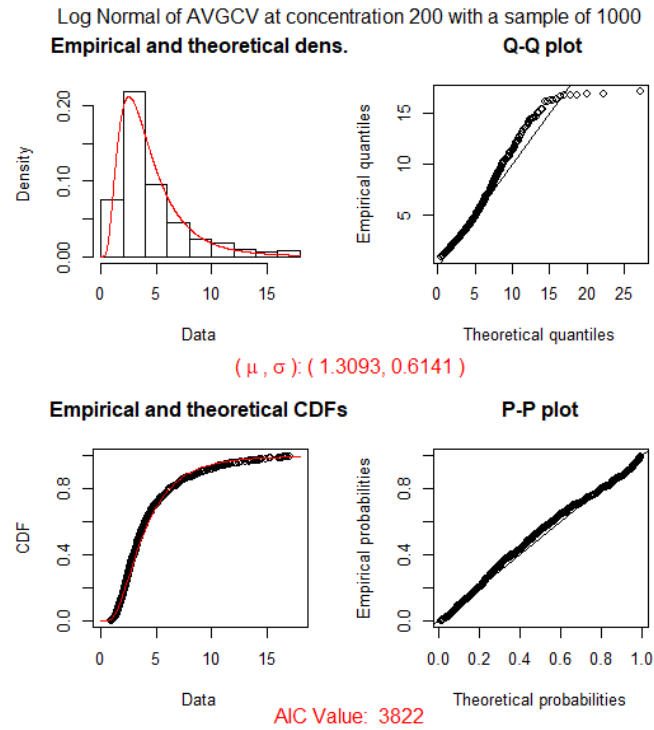 Log Normal of AVGCV at concentration 200 with a sample of 1000
Empirical and theoretical dens.
Density
0.00 0.10 0.20
0 5 10 15
Data
Q-Q plot
Empirical quantiles
5 10 15
0 5 10 15 20 25
Theoretical quantiles
( μ , σ ): ( 1.3093, 0.6141 )
Empirical and theoretical CDFs
CDF
0.0 0.4 0.8
0 5 10 15
Data
P-P plot
Empirical probabilities
0.0 0.4 0.8
0.0 0.2 0.4 0.6 0.8 1.0
Theoretical probabilities
AIC Value: 3822